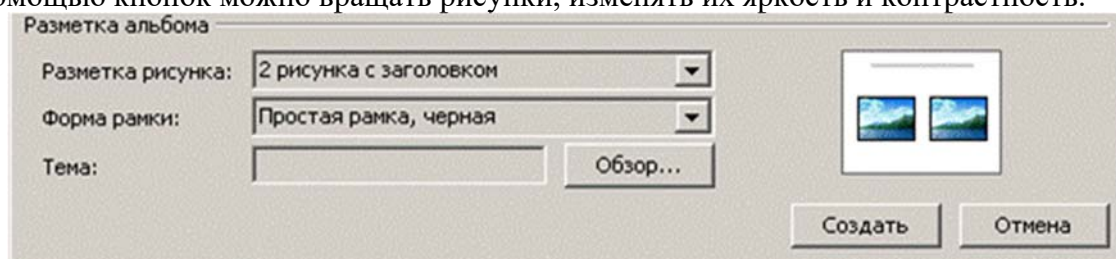 омощью кнопок можно вращать рисунки, изменять их яркость и контрастность.
Разметка альбома
Разметка рисунка: 2 рисунка с заголовком
Форма рамки: Простая рамка, черная
Тема: Обзор...
Создать Отмена